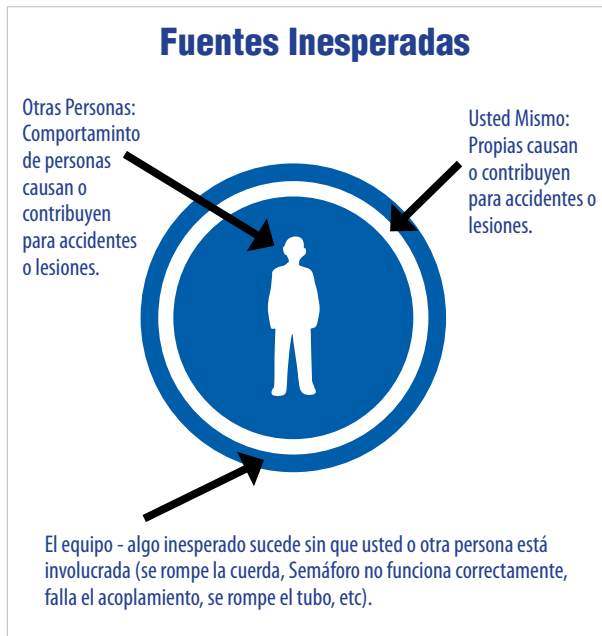 Fuentes Inesperadas
Otras Personas:
Comportaminto
de personas
causan o
contribuyen
para accidentes
o lesiones.
Usted Mismo:
Propias causan
o contribuyen
para accidentes o
lesiones.
El equipo - algo inesperado sucede sin que usted o otra persona está
involucrada (se rompe la cuerda, Semáforo no funciona correctamente,
falla el acoplamiento, se rompe el tubo, etc).